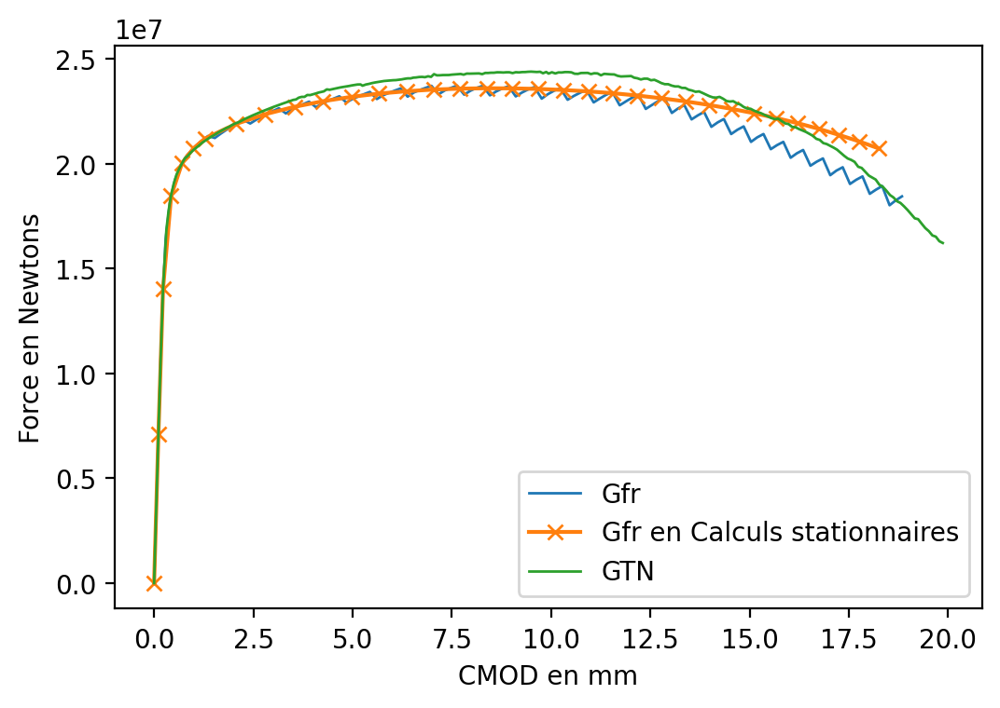 1e7
2.5
2.0
1.5
1.0
0.5
0.0
Force en Newtons
Gfr
Gfr en Calculs stationnaires
GTN
0.0 2.5 5.0 7.5 10.0 12.5 15.0 17.5 20.0
CMOD en mm